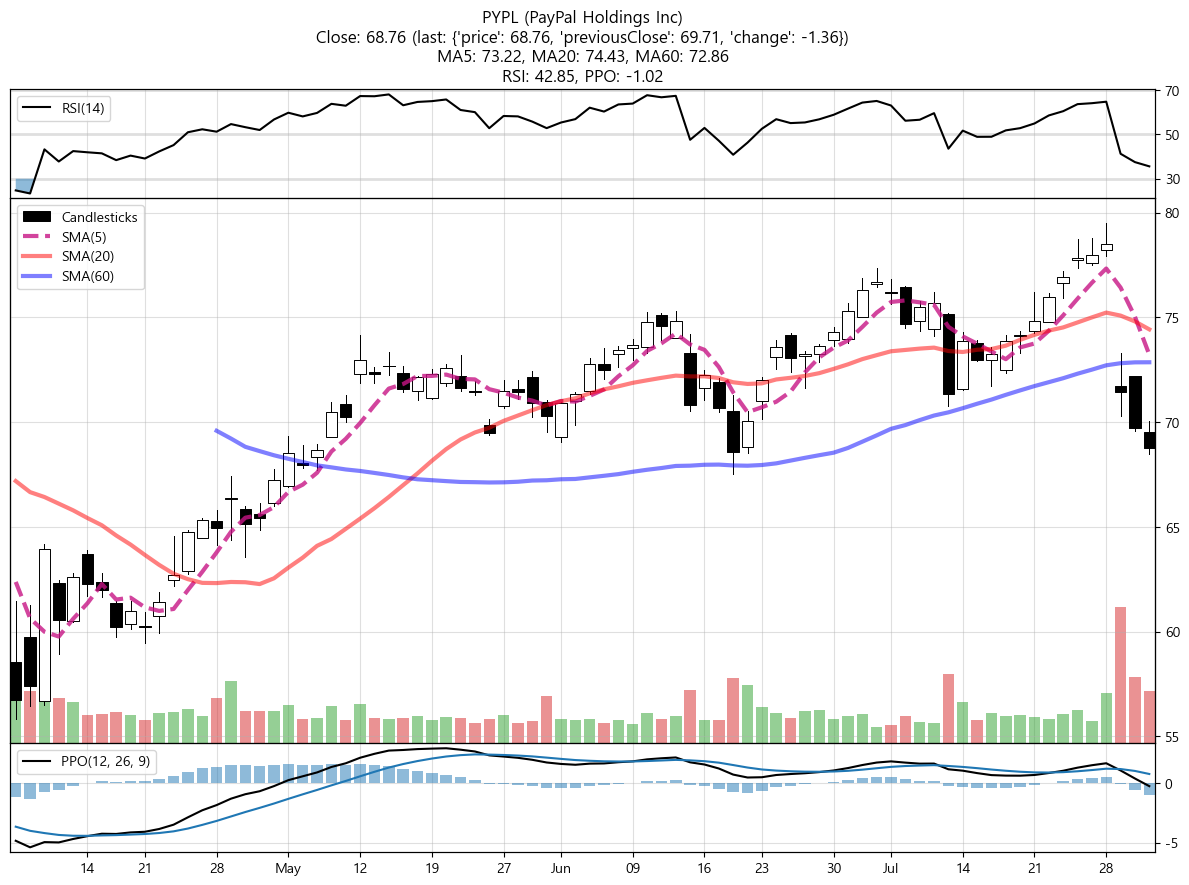 PYPL (PayPal Holdings Inc)
Close: 68.76 (last: {'price': 68.76, 'previousClose': 69.71, 'change': -1.36})
MA5: 73.22, MA20: 74.43, MA60: 72.86
RSI: 42.85, PPO: -1.02
RSI(14)
70
50
30
Candlesticks
SMA(5)
SMA(20)
SMA(60)
80
75
70
65
60
55
PPO(12, 26, 9)
0
-5
14 21 28 May 12 19 27 Jun 09 16 23 30 Jul 14 21 28